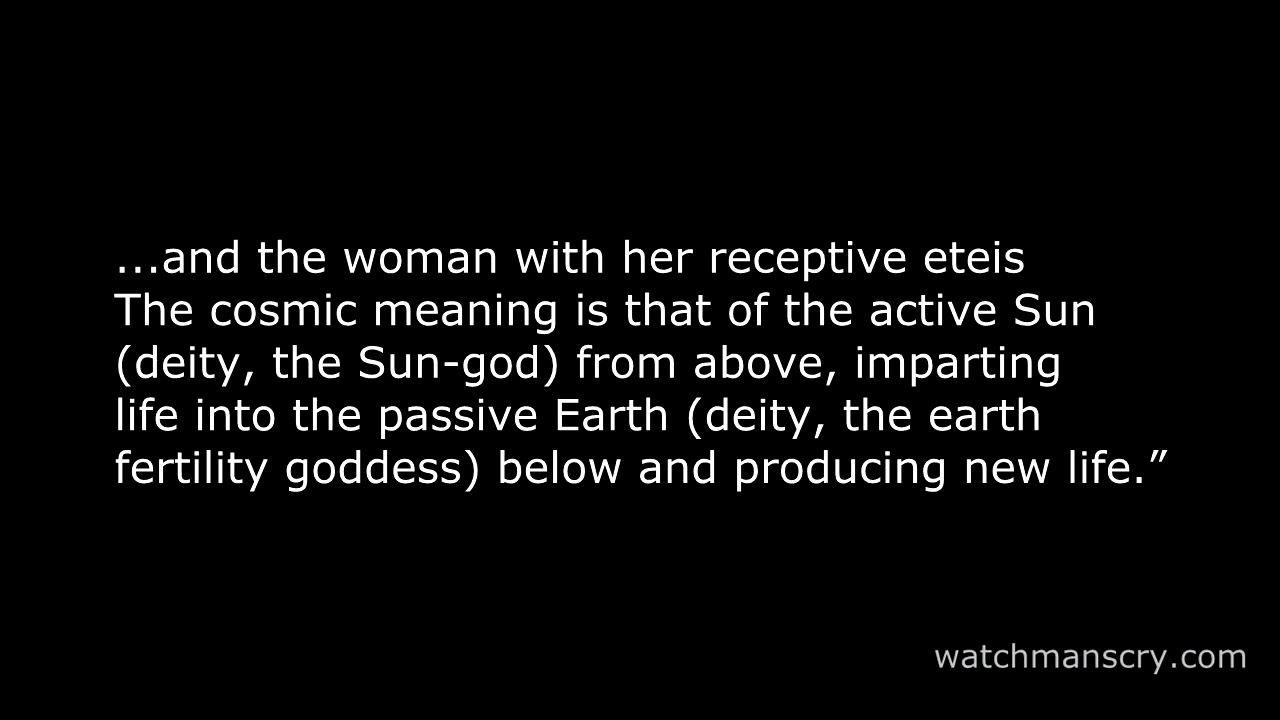 ...and the woman with her receptive eteis
The cosmic meaning is that of the active Sun
(deity, the Sun-god) from above, imparting
life into the passive Earth (deity, the earth
fertility goddess) below and producing new life.”
watchmanscry.com